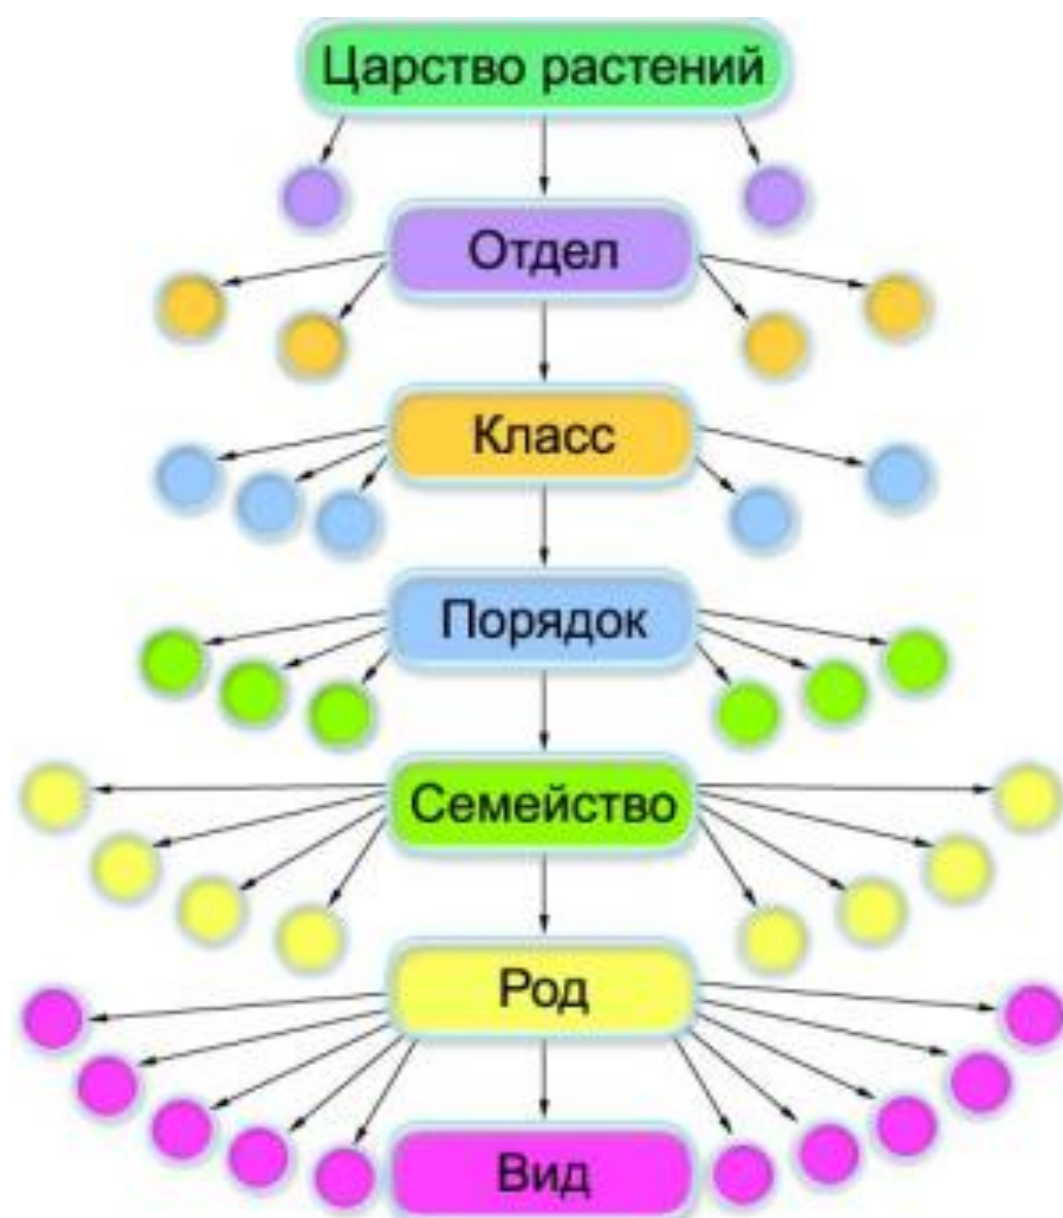 Царство растений
Отдел
Класс
Порядок
Семейство
Род
Вид